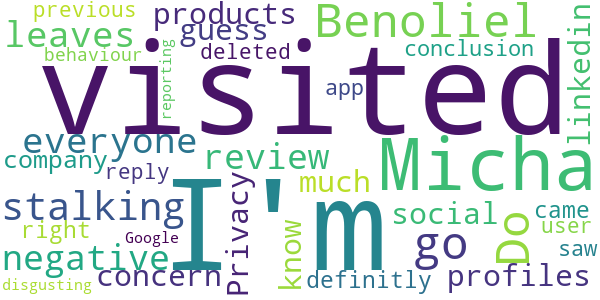 previous products Benoliel
leaves guess
behaviour reporting deleted conclusion linkedin
visited
app
everyone
company reply review Micha
stalking I'm much social Do came
right Google Privacy know go user
negative saw
concern definitly profiles
disgusting